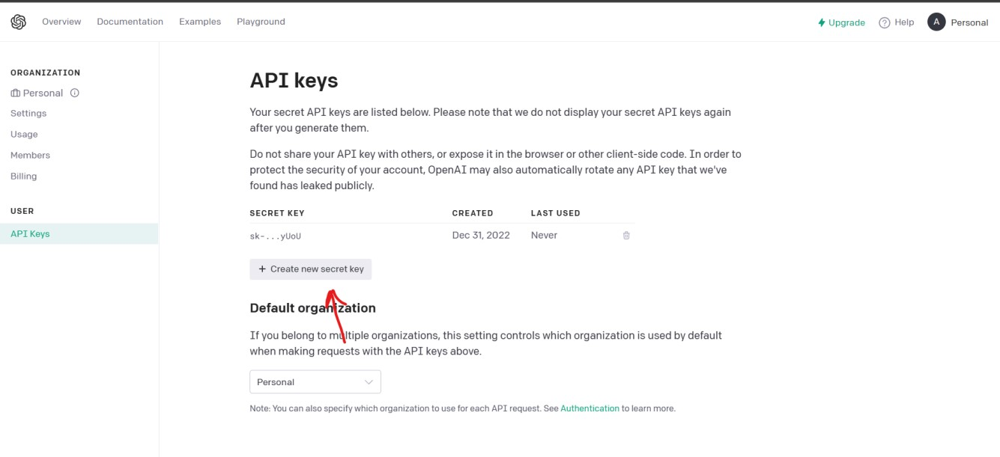 Overview Documentation Examples Playground
Upgrade Help A Personal
ORGANIZATION
Personal
Settings
Usage
Members
Billing
USER
API Keys
API keys
Your secret API keys are listed below. Please note that we do not display your secret API keys again
after you generate them.
Do not share your API key with others, or expose it in the browser or other client-side code. In order to
protect the security of your account, OpenAI may also automatically rotate any API key that we've
found has leaked publicly.
SECRET KEY CREATED LAST USED
sk-...yUoU Dec 31, 2022 Never
+ Create new secret key
Default organization
If you belong to multiple organizations, this setting controls which organization is used by default
when making requests with the API keys above.
Personal
Note: You can also specify which organization to use for each API request. See Authentication to learn more.